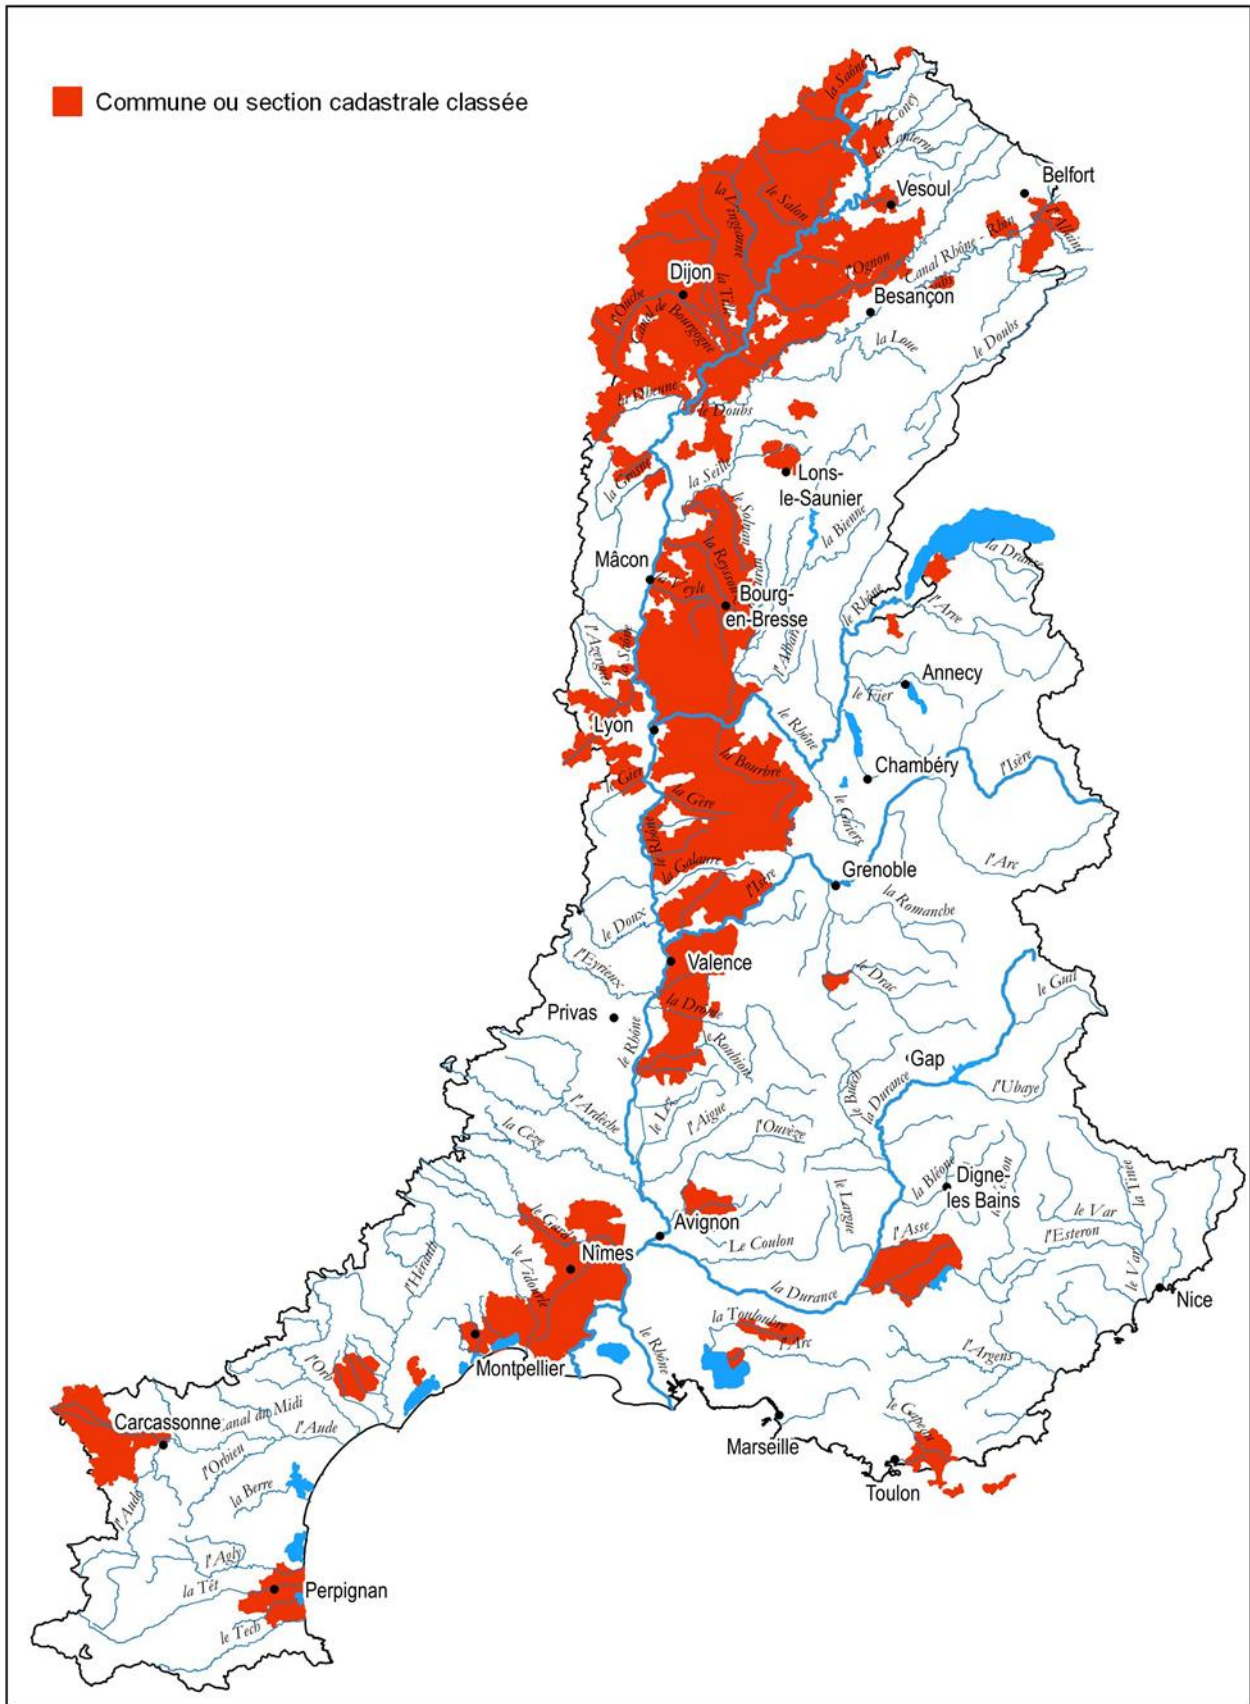 Commune ou section cadastrale classée
la Saône
le Coney
la Lanterne
Belfort
Vesoul
la Vingeanne
le Salon
l'Allaine
Canal Rhône - Rhin
l'Ognon
Dijon
la Tille
Besançon
l'Ouche
Canal de Bourgogne
la Loue
le Doubs
la Dheune
le Doubs
la Grosne
la Seille
Lons-
le-Saunier
le Solnan
la Bienne
la Dranse
Mâcon
la Reyssouze
la Veyle
Bourg-
en-Bresse
le Rhône
l'Arve
l'Azergues
la Saône
Annecy
le Fier
Lyon
le Rhône
la Bourbre
Chambéry
l'Isère
le Gier
la Gère
le Guiers
le Rhône
la Galaure
l'Isère
Grenoble
l'Arc
la Romanche
le Doux
Valence
l'Eyrieux
le Drac
le Guil
la Drôme
Privas
le Rhône
le Roubion
Gap
le Buëch
la Durance
l'Ubaye
l'Ardèche
le Lez
l'Aigue
l'Ouvèze
la Cèze
la Bléone
Digne-
les Bains
la Tinée
le Largue
le Gard
Avignon
le Var
Le Coulon
l'Asse
l'Esteron
Nîmes
le Vidourle
l'Hérault
la Durance
le Var
Nice
la Touloubre
l'Arc
le Rhône
l'Argens
Montpellier
l'Orb
Carcassonne
Canal du Midi
l'Aude
le Gapeau
Marseille
l'Orbieu
Toulon
la Berre
l'Aude
l'Agly
la Têt
Perpignan
le Tech